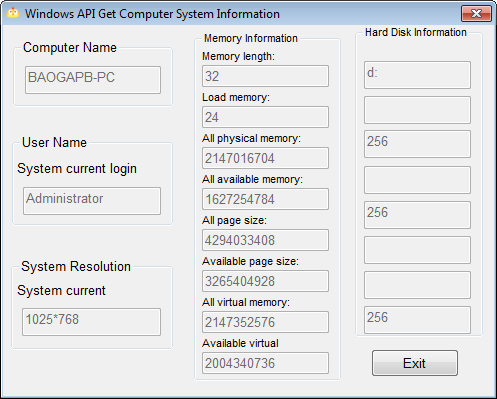 Windows API Get Computer System Information
Computer Name
BAOGAPB-PC
User Name
System current login
Administrator
System Resolution
System current
1025*768
Memory Information
Memory length:
32
Load memory:
24
All physical memory:
2147016704
All available memory:
1627254784
All page size:
4294033408
Available page size:
3265404928
All virtual memory:
2147352576
Available virtual
2004340736
Hard Disk Information
d:
256
256
256
Exit